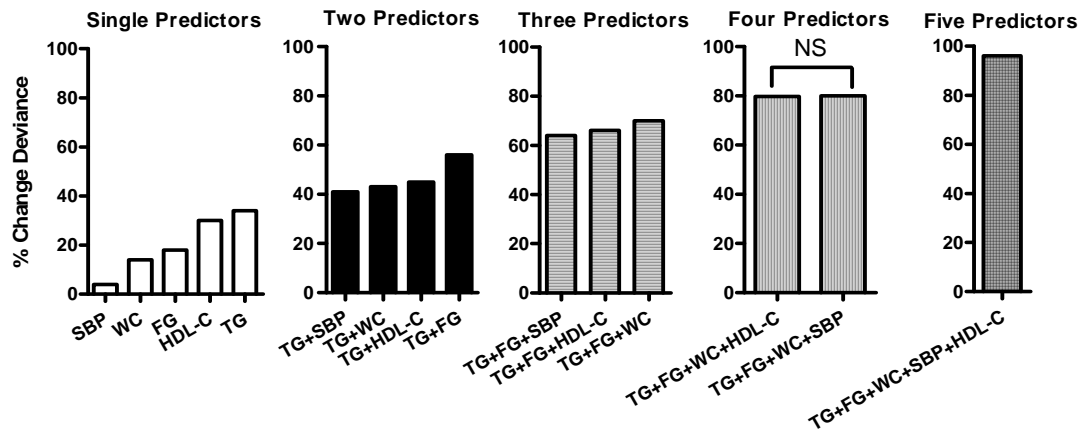 Single Predictors
Two Predictors
Three Predictors
Four Predictors
Five Predictors
% Change Deviance
100
80
60
40
20
0
SBP
WC
FG
HDL-C
TG
100
80
60
40
20
0
TG+SBP
TG+WC
TG+HDL-C
TG+FG
100
80
60
40
20
0
TG+FG+SBP
TG+FG+HDL-C
TG+FG+WC
NS
100
80
60
40
20
0
TG+FG+WC+HDL-C
TG+FG+WC+SBP
100
80
60
40
20
0
TG+FG+WC+SBP+HDL-C